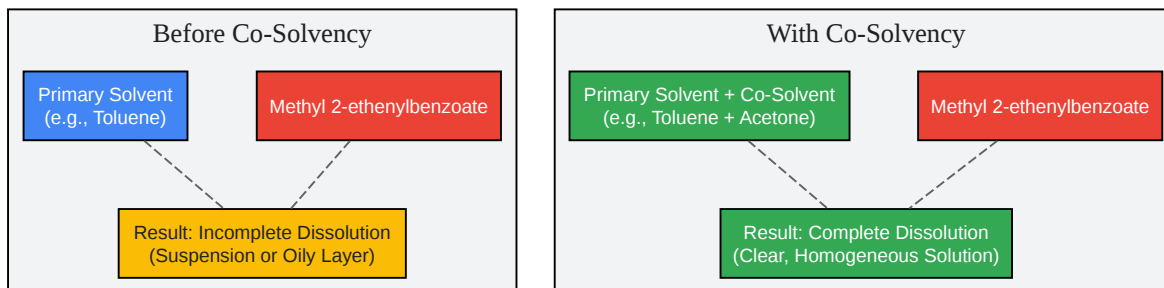 Before Co-Solvency
Primary Solvent
(e.g., Toluene)
Methyl 2-ethenylbenzoate
Result: Incomplete Dissolution
(Suspension or Oily Layer)
With Co-Solvency
Primary Solvent + Co-Solvent
(e.g., Toluene + Acetone)
Methyl 2-ethenylbenzoate
Result: Complete Dissolution
(Clear, Homogeneous Solution)